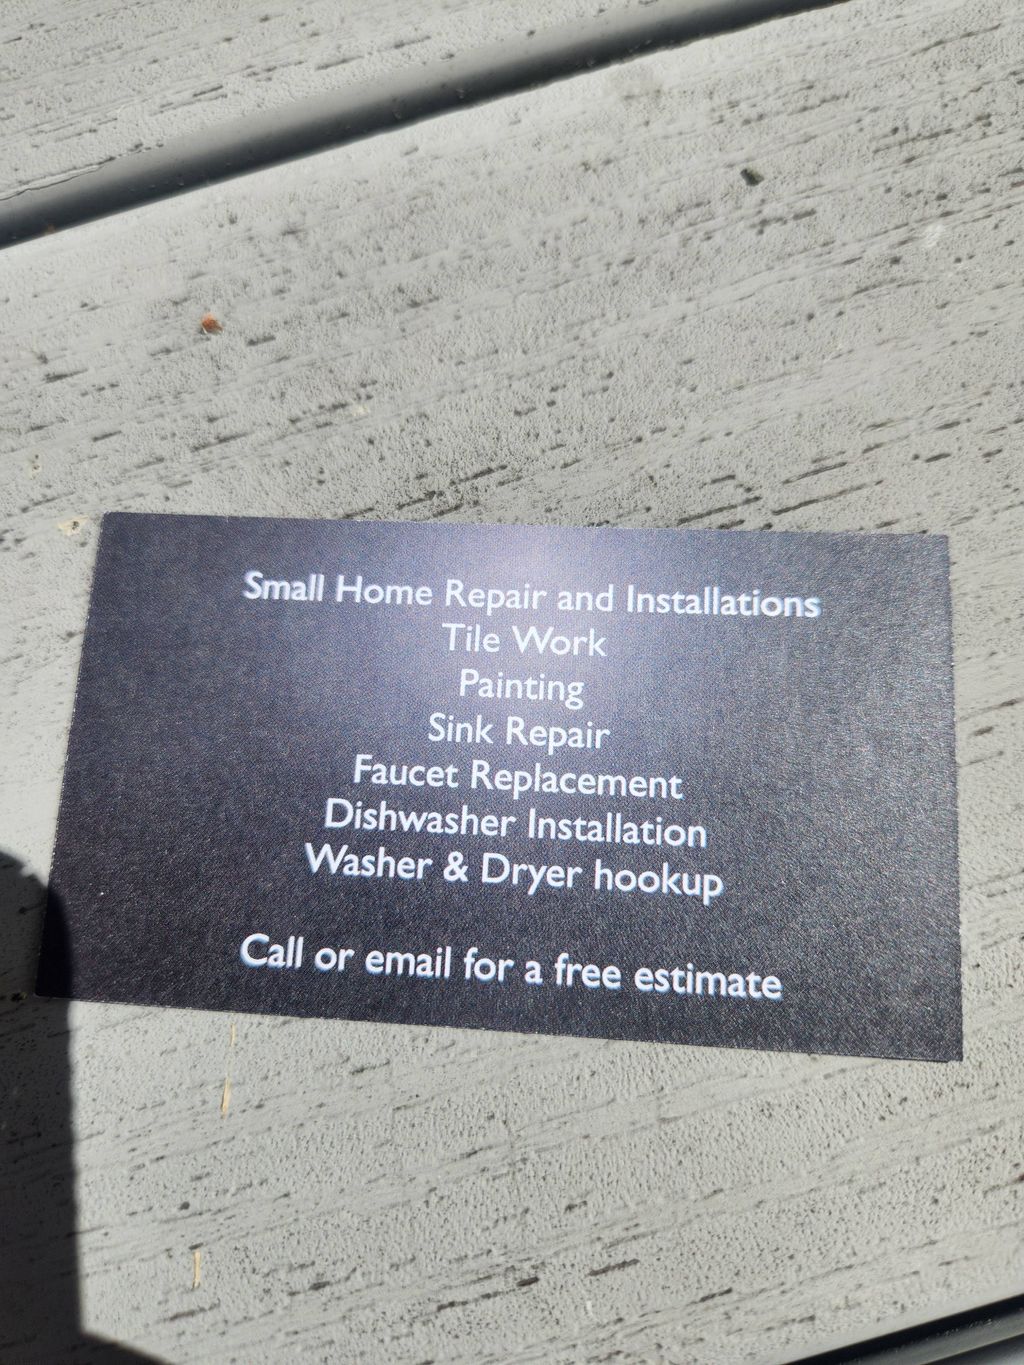 Small Home Repair and Installations
Tile Work
Painting
Sink Repair
Faucet Replacement
Dishwasher Installation
Washer & Dryer hookup
Call or email for a free estimate